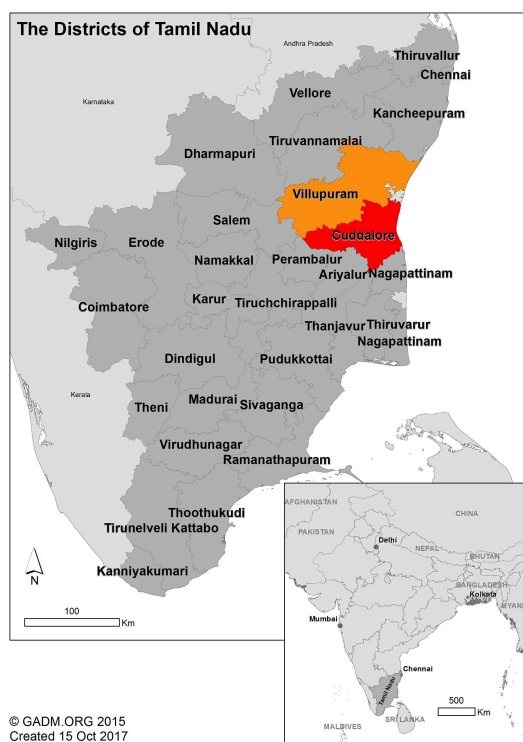 The Districts of Tamil Nadu
Andhra Pradesh
Thiruvallur
Chennai
Vellore
Karnataka
Kancheepuram
Tiruvannamalai
Dharmapuri
Villupuram
Salem
Cuddalore
Nilgiris
Erode
Namakkal
Perambalur
Ariyalur
Nagapattinam
Coimbatore
Karur
Tiruchchirappalli
Thanjavur
Thiruvarur
Nagapattinam
Dindigul
Pudukkottai
Kerala
Theni
Madurai
Sivaganga
Virudhunagar
Ramanathapuram
Thoothukudi
Tirunelveli Kattabo
Kanniyakumari
N
100
Km
AFGHANISTAN
CHINA
PAKISTAN
Delhi
NEPAL
BHUTAN
BANGLADESH
Kolkata
MYAN
Mumbai
Chennai
Tamil Nadu
500
Km
MALDIVES
SRI LANKA
© GADM.ORG 2015
Created 15 Oct 2017